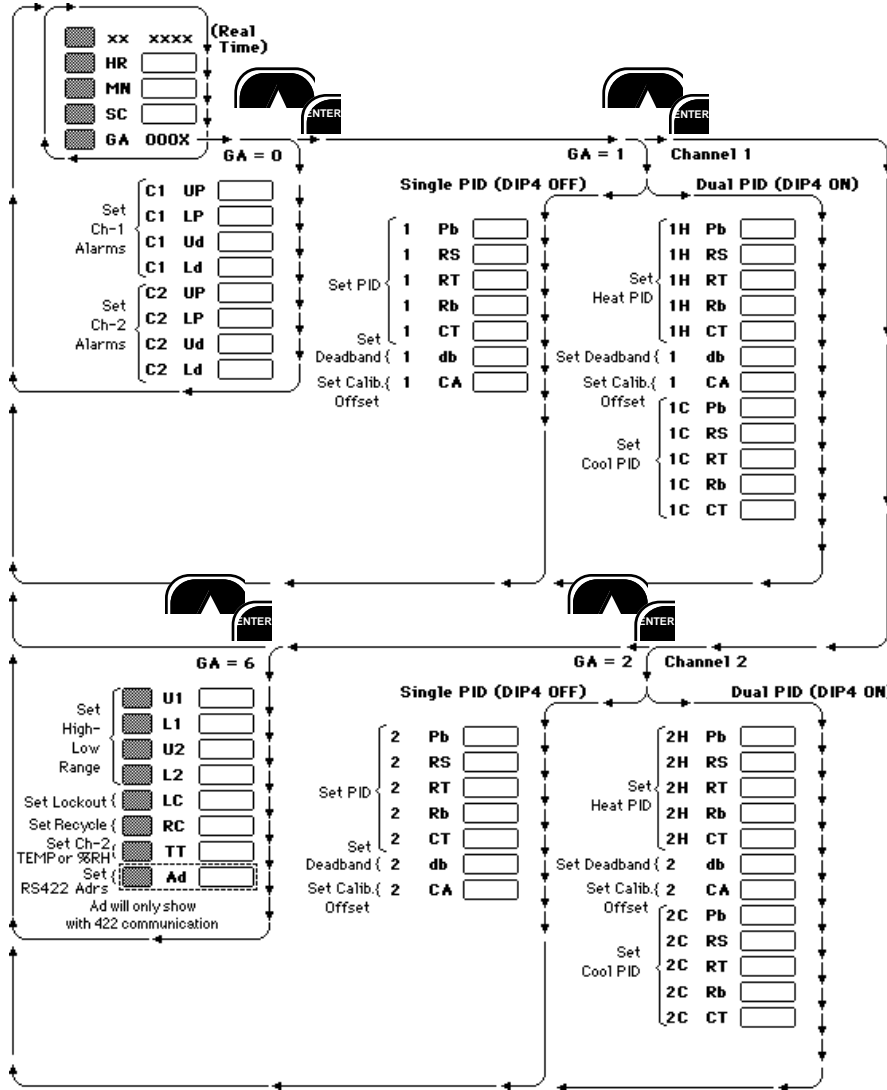 xx xxxx (Real Time)
HR
MN
SC
GA 000X
ENTER
ENTER
GA = 0
GA = 1 Channel 1
Set Ch-1 Alarms
C1 UP
C1 LP
C1 Ud
C1 Ld
Set Ch-2 Alarms
C2 UP
C2 LP
C2 Ud
C2 Ld
Single PID (DIP4 OFF)
Set PID
1 Pb
1 RS
1 RT
1 Rb
1 CT
Set Deadband { 1 db
Set Calib. Offset { 1 CA
Dual PID (DIP4 ON)
Set Heat PID
1H Pb
1H RS
1H RT
1H Rb
1H CT
Set Deadband { 1 db
Set Calib. Offset { 1 CA
Set Cool PID
1C Pb
1C RS
1C RT
1C Rb
1C CT
ENTER
ENTER
GA = 6
GA = 2 Channel 2
Set High-Low Range
U1
L1
U2
L2
Set Lockout { LC
Set Recycle { RC
Set Ch-2 TEMP or %RH { TT
Set RS422 Adrs { Ad
Ad will only show
with 422 communication
Single PID (DIP4 OFF)
Set PID
2 Pb
2 RS
2 RT
2 Rb
2 CT
Set Deadband { 2 db
Set Calib. Offset { 2 CA
Dual PID (DIP4 ON)
Set Heat PID
2H Pb
2H RS
2H RT
2H Rb
2H CT
Set Deadband { 2 db
Set Calib. Offset { 2 CA
Set Cool PID
2C Pb
2C RS
2C RT
2C Rb
2C CT